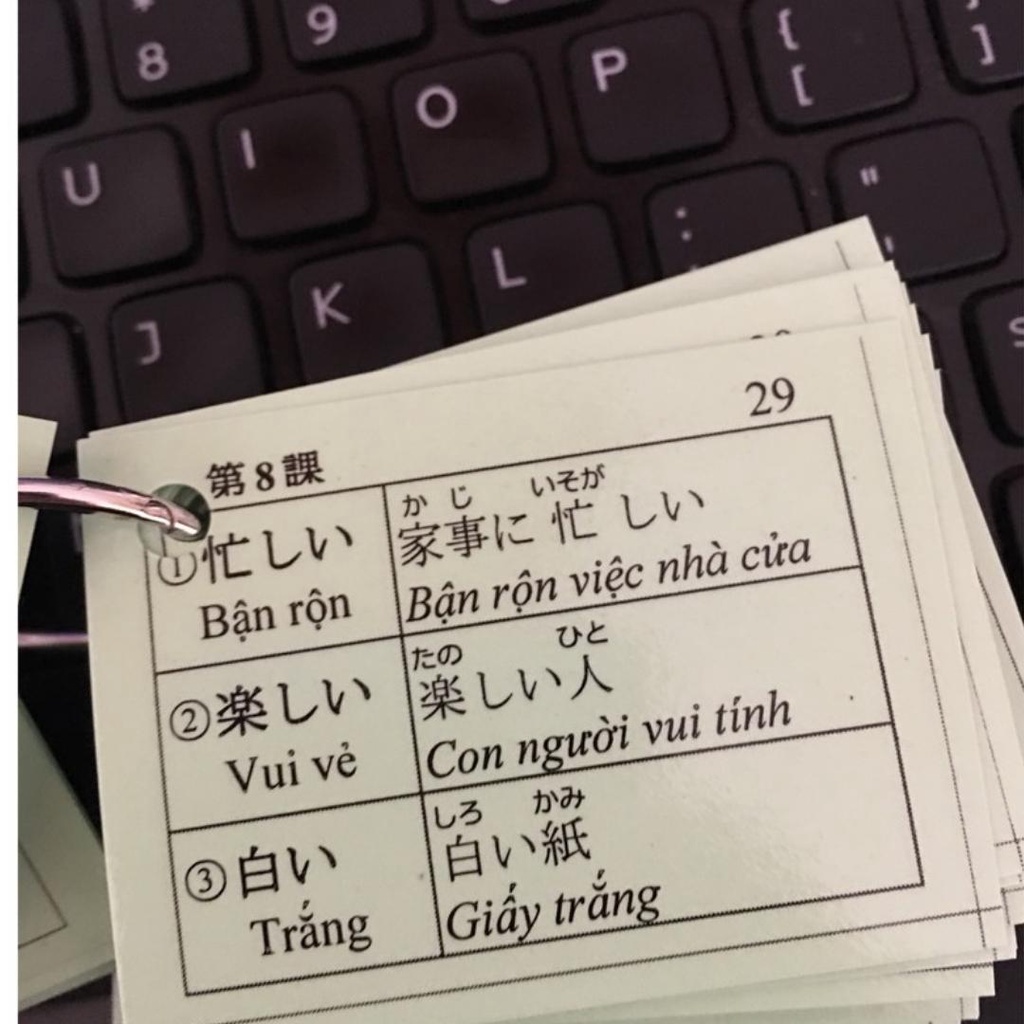 * 8
9
U I O P { [ ]
J K L : "
29
第8課
①忙しい
Bận rộn
かじ いそが
家事に忙しい
Bận rộn việc nhà cửa
②楽しい
Vui vẻ
たの ひと
楽しい人
Con người vui tính
③白い
Trắng
しろ かみ
白い紙
Giấy trắng